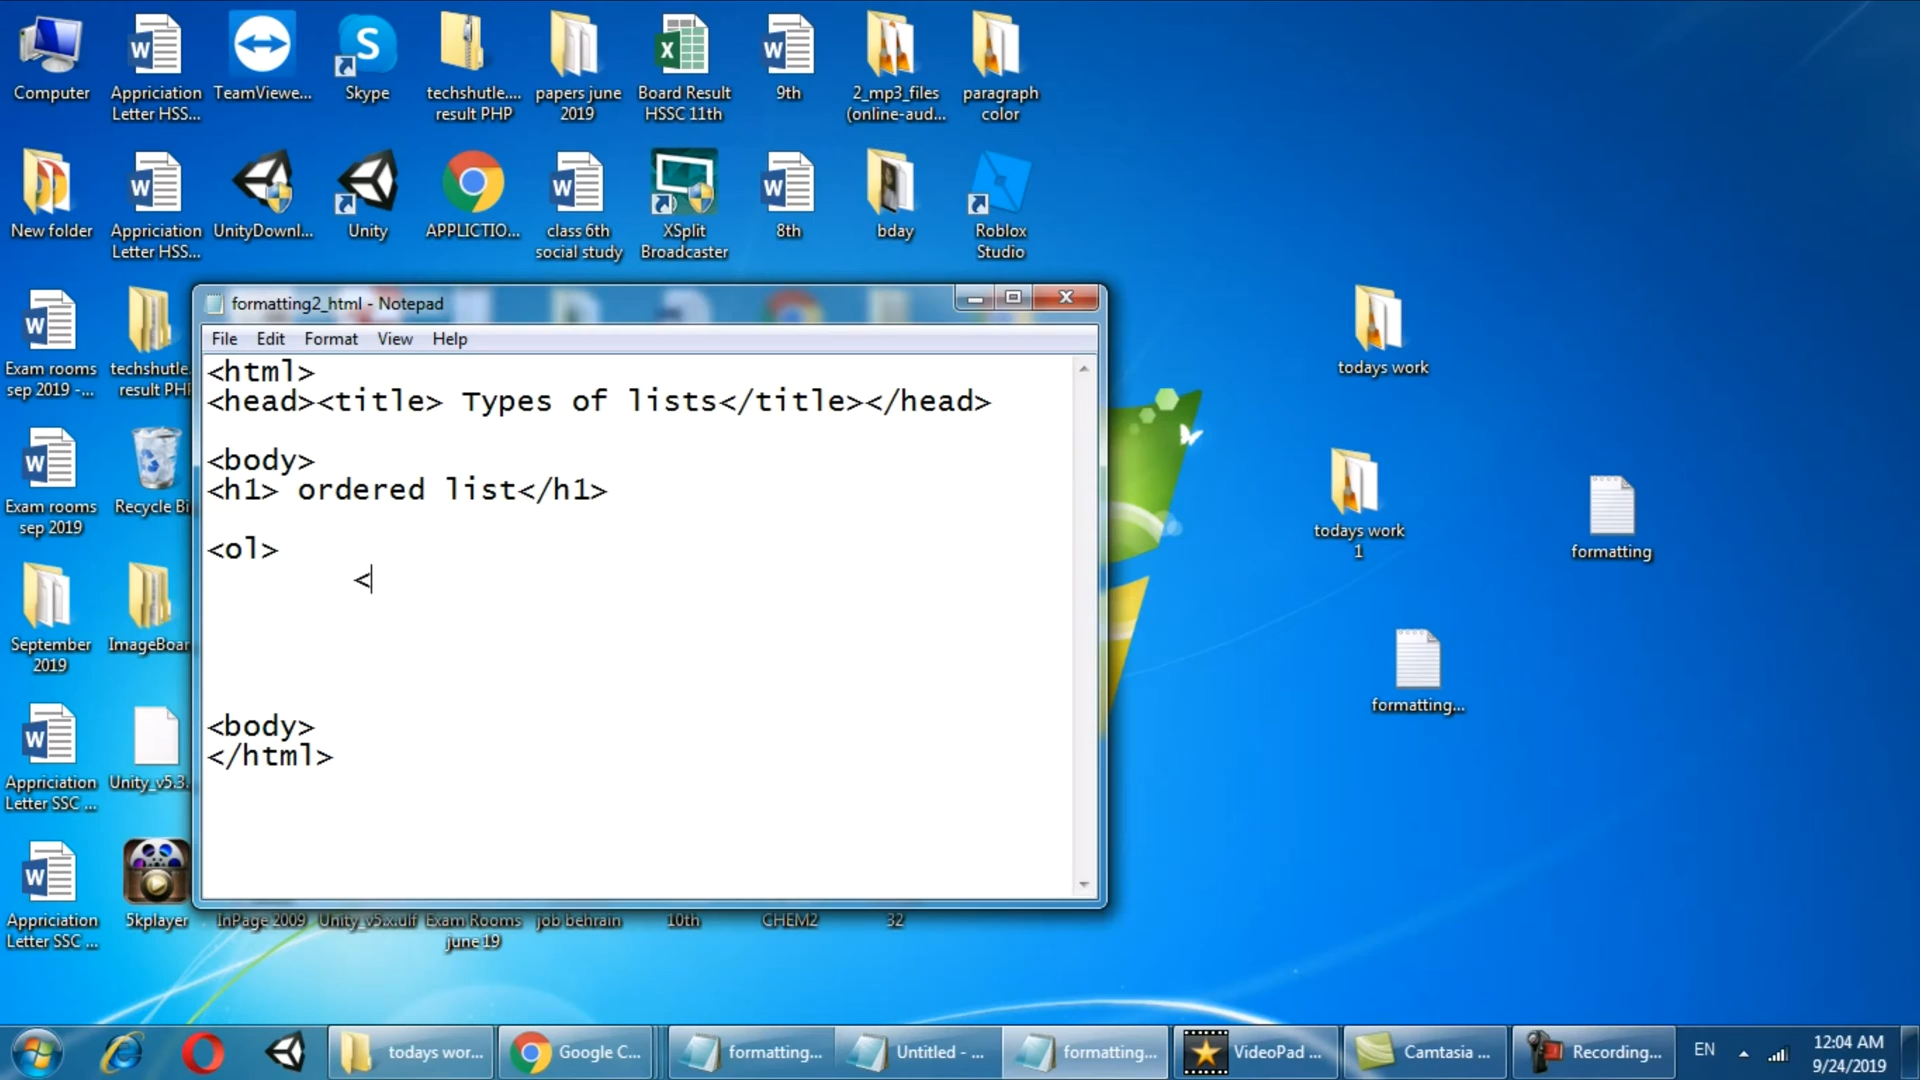 Computer
Appriciation
Letter HSS...
TeamViewe...
Skype
techshutle....
result PHP
papers june
2019
Board Result
HSSC 11th
9th
2_mp3_files
(online-aud...
paragraph
color
New folder
Appriciation
Letter HSS...
UnityDownl...
Unity
APPLICTIO...
class 6th
social study
XSplit
Broadcaster
8th
bday
Roblox
Studio
Exam rooms
sep 2019 -...
techshutle..
result PH
Exam rooms
sep 2019
Recycle Bi
September
2019
ImageBoar
Appriciation
Letter SSC ...
Unity_v5.3.
Appriciation
Letter SSC ...
5kplayer
InPage 2009
Unity_v5.x.ulf
Exam Rooms
june 19
job behrain
10th
CHEM2
32
formatting2_html - Notepad
File Edit Format View Help
<html>
<head><title> Types of lists</title></head>
<body>
<h1> ordered list</h1>
<ol>
<
<body>
</html>
todays work
todays work
1
formatting
formatting...
todays wor...
Google C...
formatting...
Untitled - ...
formatting...
VideoPad ...
Camtasia ...
Recording...
EN
12:04 AM
9/24/2019